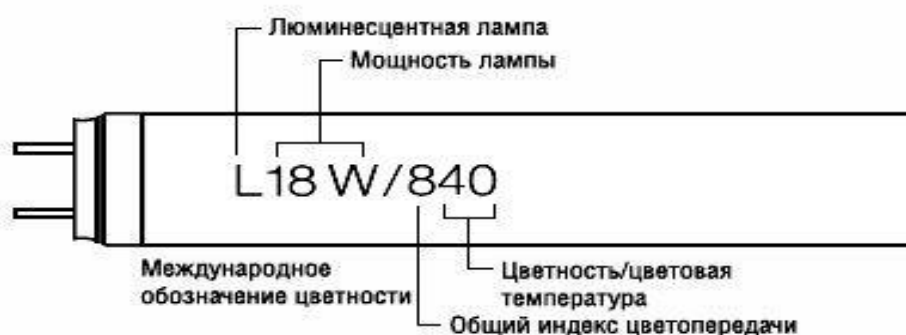 Люминесцентная лампа
Мощность лампы
L18 W/840
Международное
обозначение цветности
Цветность/цветовая
температура
Общий индекс цветопередачи